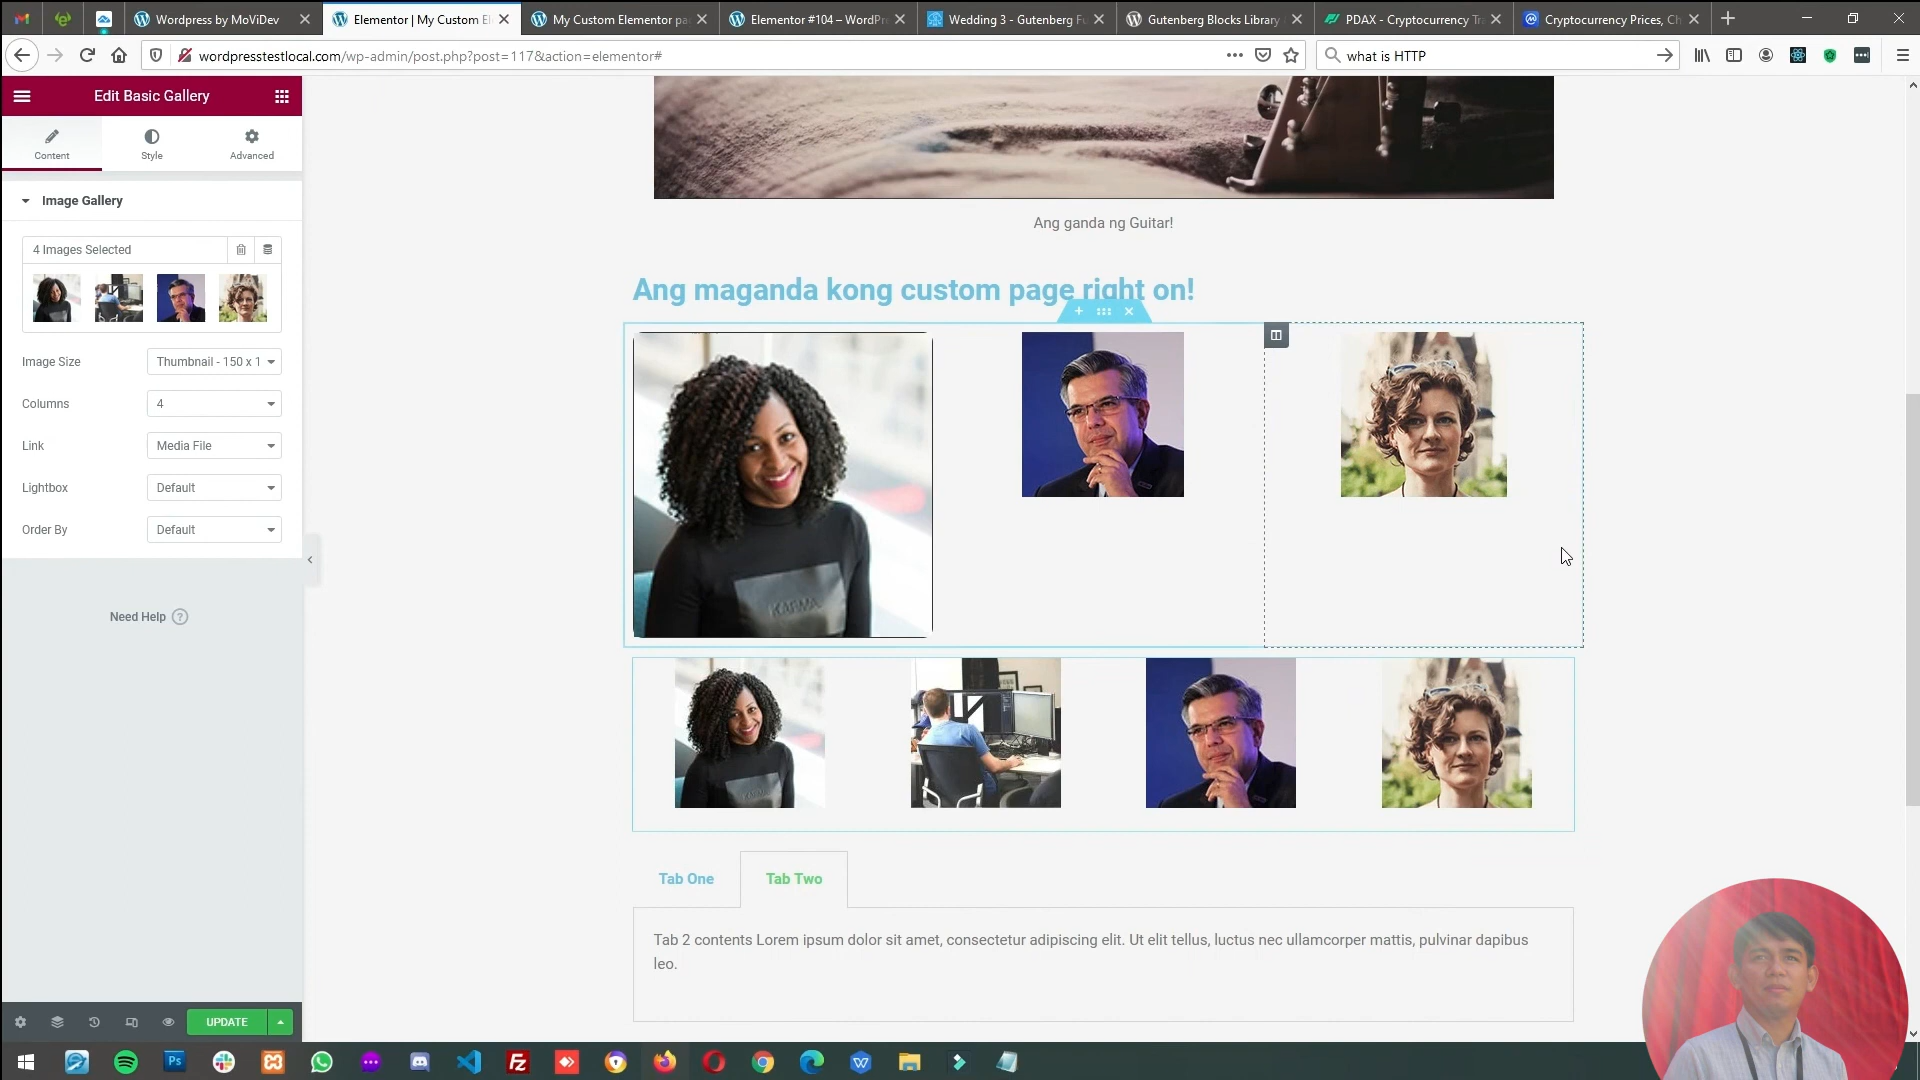 Wordpress by MoViDev
Elementor | My Custom El
My Custom Elementor pa
Elementor #104 – WordPr
Wedding 3 - Gutenberg Fu
Gutenberg Blocks Library
PDAX - Cryptocurrency Tra
Cryptocurrency Prices, Ch
wordpresstestlocal.com/wp-admin/post.php?post=117&action=elementor#
what is HTTP
Edit Basic Gallery
Content
Style
Advanced
Image Gallery
4 Images Selected
Image Size
Thumbnail - 150 x 1
Columns
4
Link
Media File
Lightbox
Default
Order By
Default
Need Help
UPDATE
Ang ganda ng Guitar!
Ang maganda kong custom page right on!
KARMA
Tab One
Tab Two
Tab 2 contents Lorem ipsum dolor sit amet, consectetur adipiscing elit. Ut elit tellus, luctus nec ullamcorper mattis, pulvinar dapibus
leo.